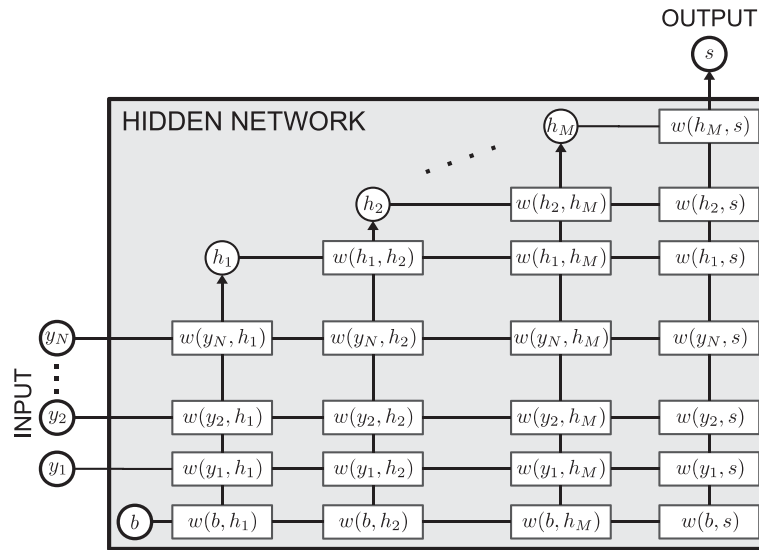 OUTPUT
s
HIDDEN NETWORK
h_M
w(h_M, s)
h_2
w(h_2, h_M)
w(h_2, s)
h_1
w(h_1, h_2)
w(h_1, h_M)
w(h_1, s)
INPUT
y_N
w(y_N, h_1)
w(y_N, h_2)
w(y_N, h_M)
w(y_N, s)
y_2
w(y_2, h_1)
w(y_2, h_2)
w(y_2, h_M)
w(y_2, s)
y_1
w(y_1, h_1)
w(y_1, h_2)
w(y_1, h_M)
w(y_1, s)
b
w(b, h_1)
w(b, h_2)
w(b, h_M)
w(b, s)